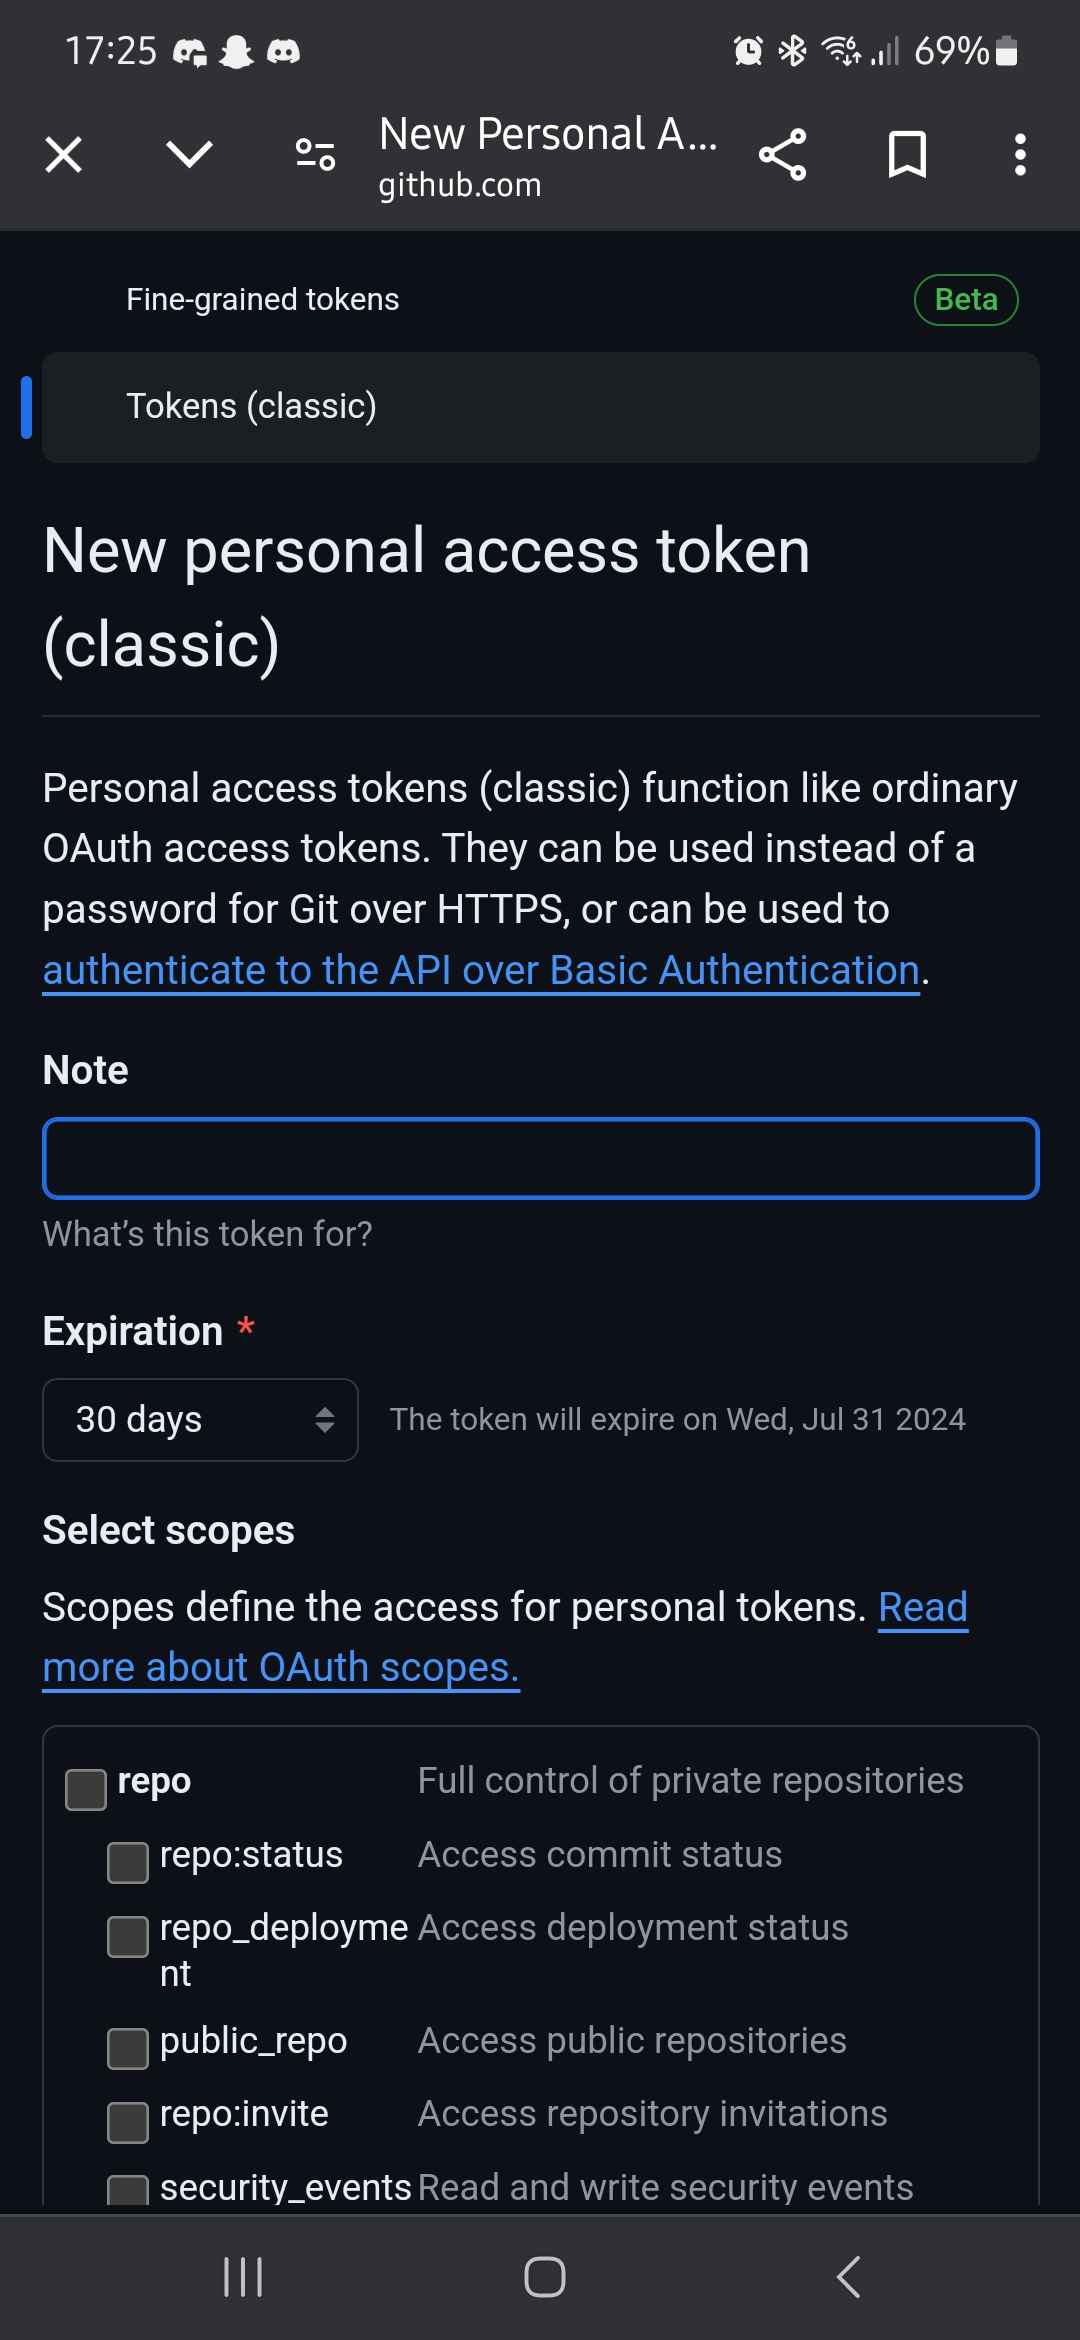 17:25
69%
New Personal A...
github.com
Fine-grained tokens Beta
Tokens (classic)
New personal access token
(classic)
Personal access tokens (classic) function like ordinary
OAuth access tokens. They can be used instead of a
password for Git over HTTPS, or can be used to
authenticate to the API over Basic Authentication.
Note
What’s this token for?
Expiration *
30 days The token will expire on Wed, Jul 31 2024
Select scopes
Scopes define the access for personal tokens. Read
more about OAuth scopes.
repo Full control of private repositories
repo:status Access commit status
repo_deployme Access deployment status
nt
public_repo Access public repositories
repo:invite Access repository invitations
security_events Read and write security events